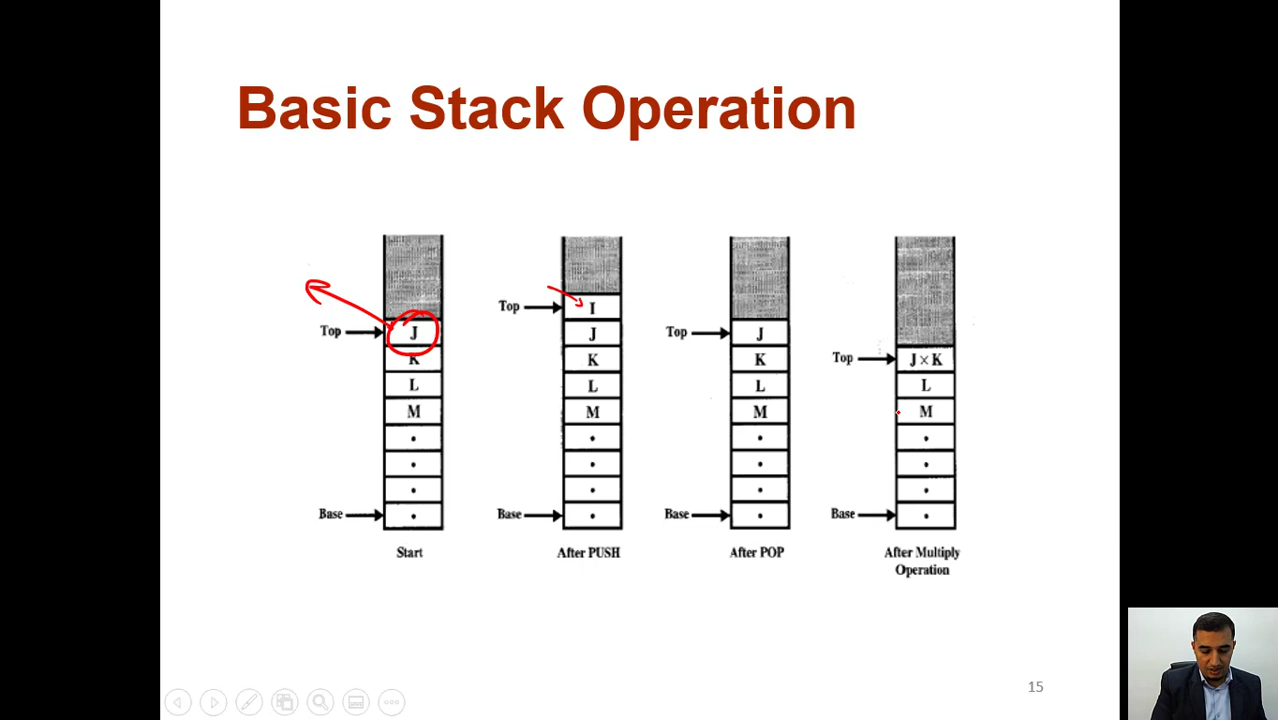 Basic Stack Operation
Top
J
K
L
M
Base
Start
Top
I
J
K
L
M
Base
After PUSH
Top
J
K
L
M
Base
After POP
Top
J × K
L
M
Base
After Multiply
Operation
15